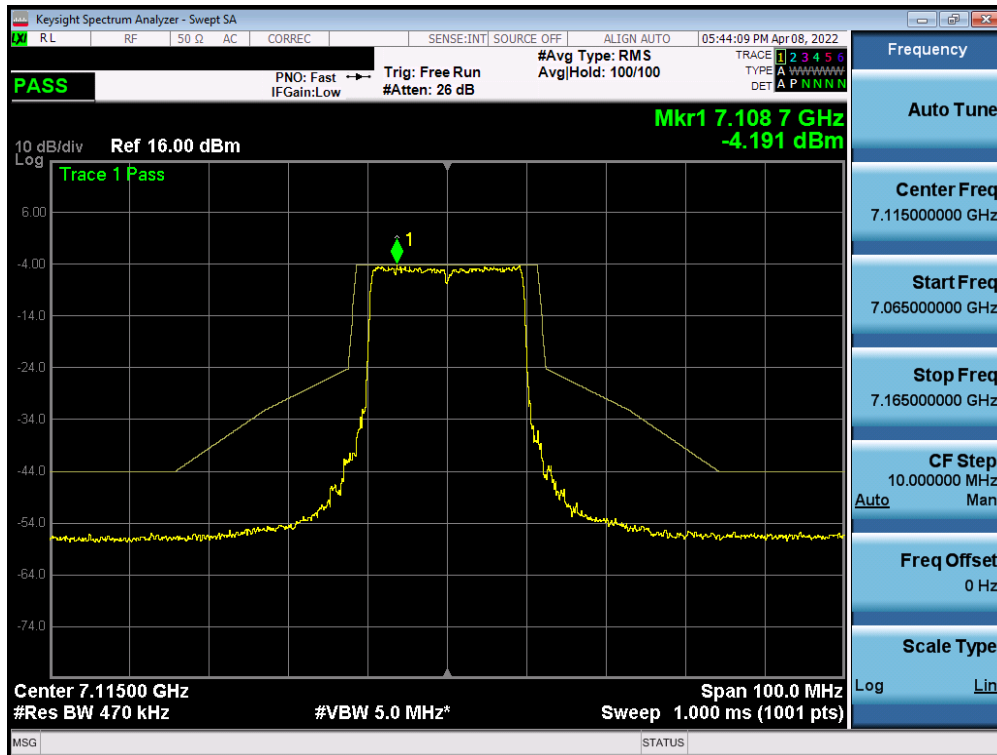 Keysight Spectrum Analyzer - Swept SA
LXI RL RF 50 Ω AC CORREC SENSE:INT SOURCE OFF ALIGN AUTO 05:44:09 PM Apr 08, 2022
PASS
PNO: Fast
IFGain:Low
Trig: Free Run
#Atten: 26 dB
#Avg Type: RMS
Avg|Hold: 100/100
TRACE 1 2 3 4 5 6
TYPE A WWWWW
DET A P N N N N
Mkr1 7.108 7 GHz
-4.191 dBm
10 dB/div Ref 16.00 dBm
Log
Trace 1 Pass
1
6.00
-4.00
-14.0
-24.0
-34.0
-44.0
-54.0
-64.0
-74.0
Center 7.11500 GHz Span 100.0 MHz
#Res BW 470 kHz #VBW 5.0 MHz* Sweep 1.000 ms (1001 pts)
MSG STATUS
Frequency
Auto Tune
Center Freq
7.115000000 GHz
Start Freq
7.065000000 GHz
Stop Freq
7.165000000 GHz
CF Step
10.000000 MHz
Auto Man
Freq Offset
0 Hz
Scale Type
Log Lin